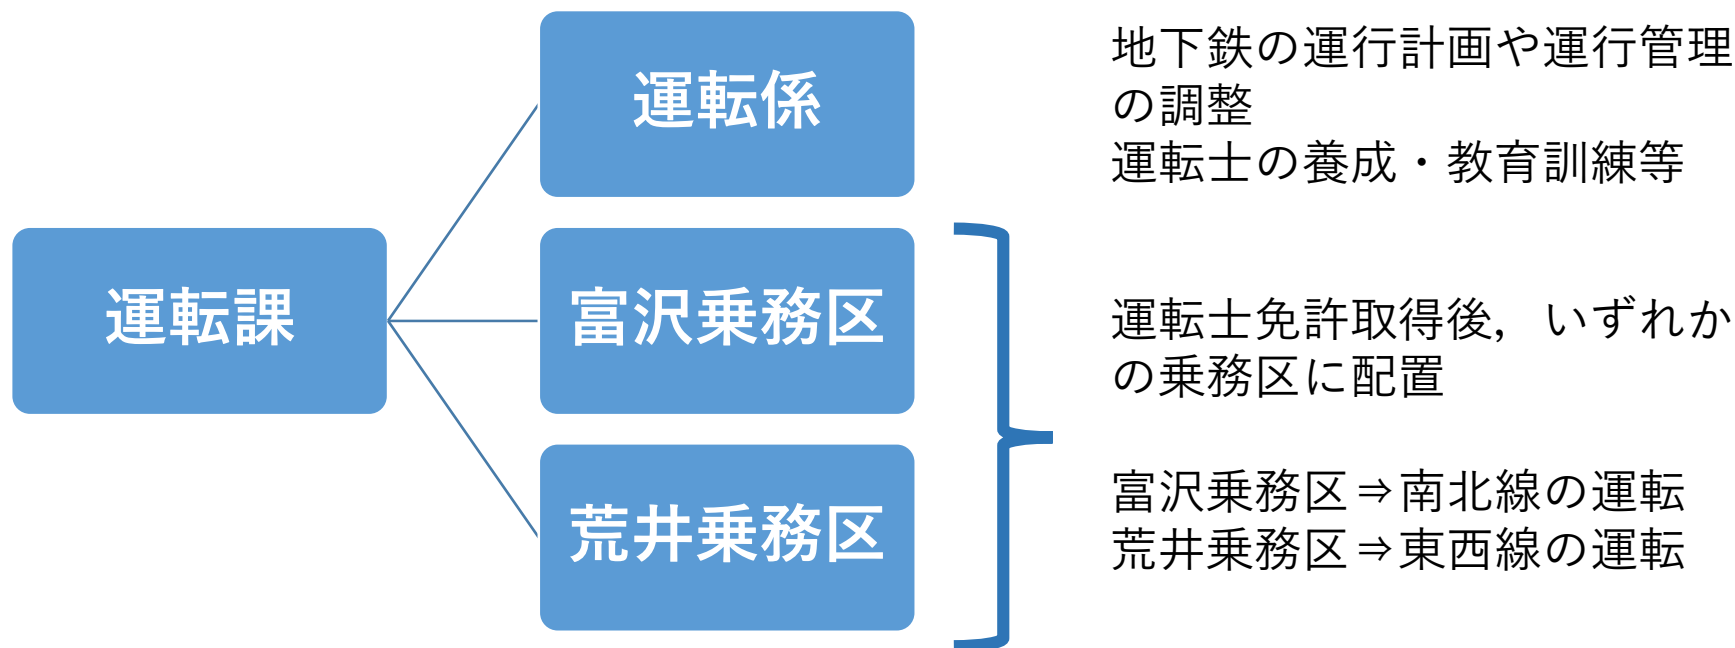 運転課
運転係
富沢乗務区
荒井乗務区
地下鉄の運行計画や運行管理
の調整
運転士の養成・教育訓練等
運転士免許取得後，いずれか
の乗務区に配置
富沢乗務区⇒南北線の運転
荒井乗務区⇒東西線の運転